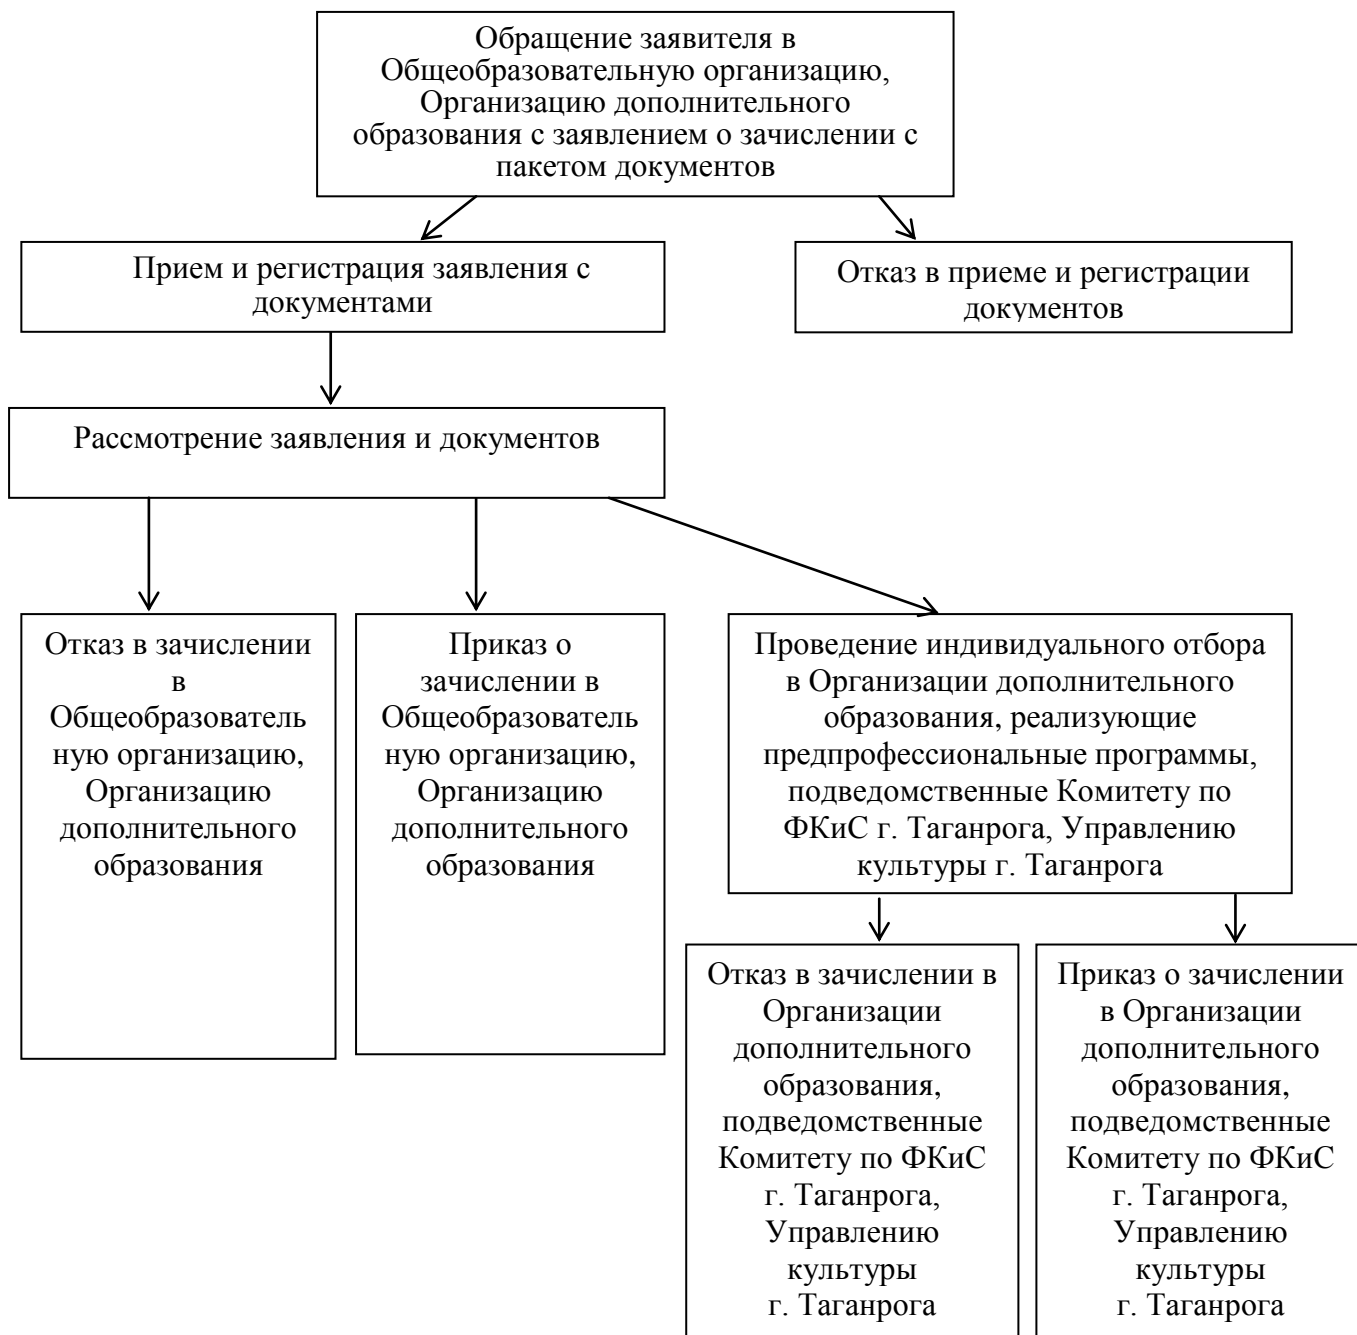 Обращение заявителя в
Общеобразовательную организацию,
Организацию дополнительного
образования с заявлением о зачислении с
пакетом документов
Прием и регистрация заявления с
документами
Отказ в приеме и регистрации
документов
Рассмотрение заявления и документов
Отказ в зачислении
в
Общеобразователь
ную организацию,
Организацию
дополнительного
образования
Приказ о
зачислении в
Общеобразователь
ную организацию,
Организацию
дополнительного
образования
Проведение индивидуального отбора
в Организации дополнительного
образования, реализующие
предпрофессиональные программы,
подведомственные Комитету по
ФКиС г. Таганрога, Управлению
культуры г. Таганрога
Отказ в зачислении в
Организации
дополнительного
образования,
подведомственные
Комитету по ФКиС
г. Таганрога,
Управлению
культуры
г. Таганрога
Приказ о зачислении
в Организации
дополнительного
образования,
подведомственные
Комитету по ФКиС
г. Таганрога,
Управлению
культуры
г. Таганрога